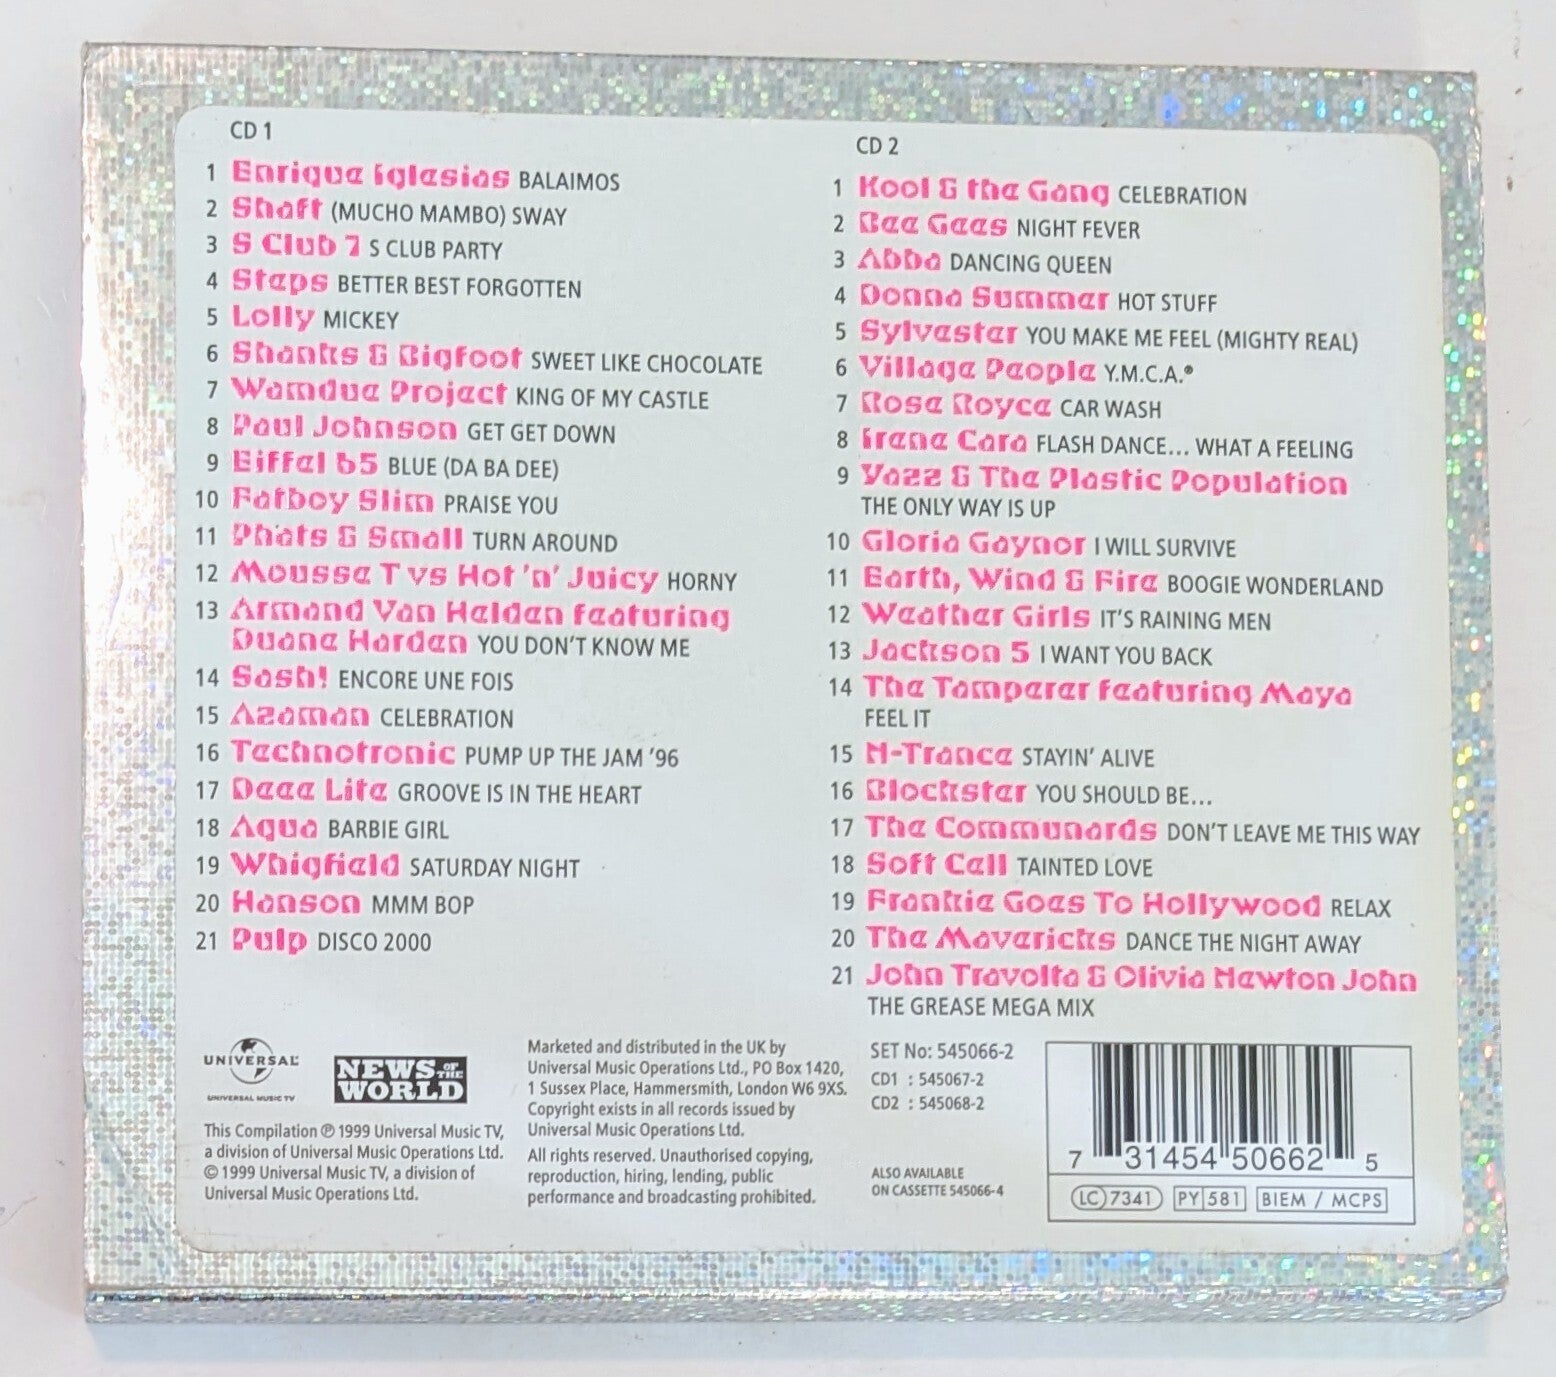 CD 1
1 Enrique Iglesias BALAIMOS
2 Shaft (MUCHO MAMBO) SWAY
3 S Club 7 S CLUB PARTY
4 Steps BETTER BEST FORGOTTEN
5 Lolly MICKEY
6 Shanks & Bigfoot SWEET LIKE CHOCOLATE
7 Wamdue Project KING OF MY CASTLE
8 Paul Johnson GET GET DOWN
9 Eiffel 65 BLUE (DA BA DEE)
10 Fatboy Slim PRAISE YOU
11 Phats & Small TURN AROUND
12 Mousse T vs Hot 'n' Juicy HORNY
13 Armand Van Helden featuring
Duane Harden YOU DON'T KNOW ME
14 Sash! ENCORE UNE FOIS
15 Azaman CELEBRATION
16 Technotronic PUMP UP THE JAM '96
17 Deee Lite GROOVE IS IN THE HEART
18 Aqua BARBIE GIRL
19 Whigfield SATURDAY NIGHT
20 Hanson MMM BOP
21 Pulp DISCO 2000
CD 2
1 Kool & the Gang CELEBRATION
2 Bee Gees NIGHT FEVER
3 Abba DANCING QUEEN
4 Donna Summer HOT STUFF
5 Sylvester YOU MAKE ME FEEL (MIGHTY REAL)
6 Village People Y.M.C.A.®
7 Rose Royce CAR WASH
8 Irene Cara FLASH DANCE... WHAT A FEELING
9 Yazz & The Plastic Population
THE ONLY WAY IS UP
10 Gloria Gaynor I WILL SURVIVE
11 Earth, Wind & Fire BOOGIE WONDERLAND
12 Weather Girls IT'S RAINING MEN
13 Jackson 5 I WANT YOU BACK
14 The Tamperer featuring Maya
FEEL IT
15 N-Trance STAYIN' ALIVE
16 Blockster YOU SHOULD BE...
17 The Communards DON'T LEAVE ME THIS WAY
18 Soft Cell TAINTED LOVE
19 Frankie Goes To Hollywood RELAX
20 The Mavericks DANCE THE NIGHT AWAY
21 John Travolta & Olivia Newton John
THE GREASE MEGA MIX
UNIVERSAL
UNIVERSAL MUSIC TV
NEWS OF THE
WORLD
This Compilation ℗ 1999 Universal Music TV,
a division of Universal Music Operations Ltd.
© 1999 Universal Music TV, a division of
Universal Music Operations Ltd.
Marketed and distributed in the UK by
Universal Music Operations Ltd., PO Box 1420,
1 Sussex Place, Hammersmith, London W6 9XS.
Copyright exists in all records issued by
Universal Music Operations Ltd.
All rights reserved. Unauthorised copying,
reproduction, hiring, lending, public
performance and broadcasting prohibited.
SET No: 545066-2
CD1 : 545067-2
CD2 : 545068-2
ALSO AVAILABLE
ON CASSETTE 545066-4
7 31454 50662 5
LC 7341 PY 581 BIEM / MCPS